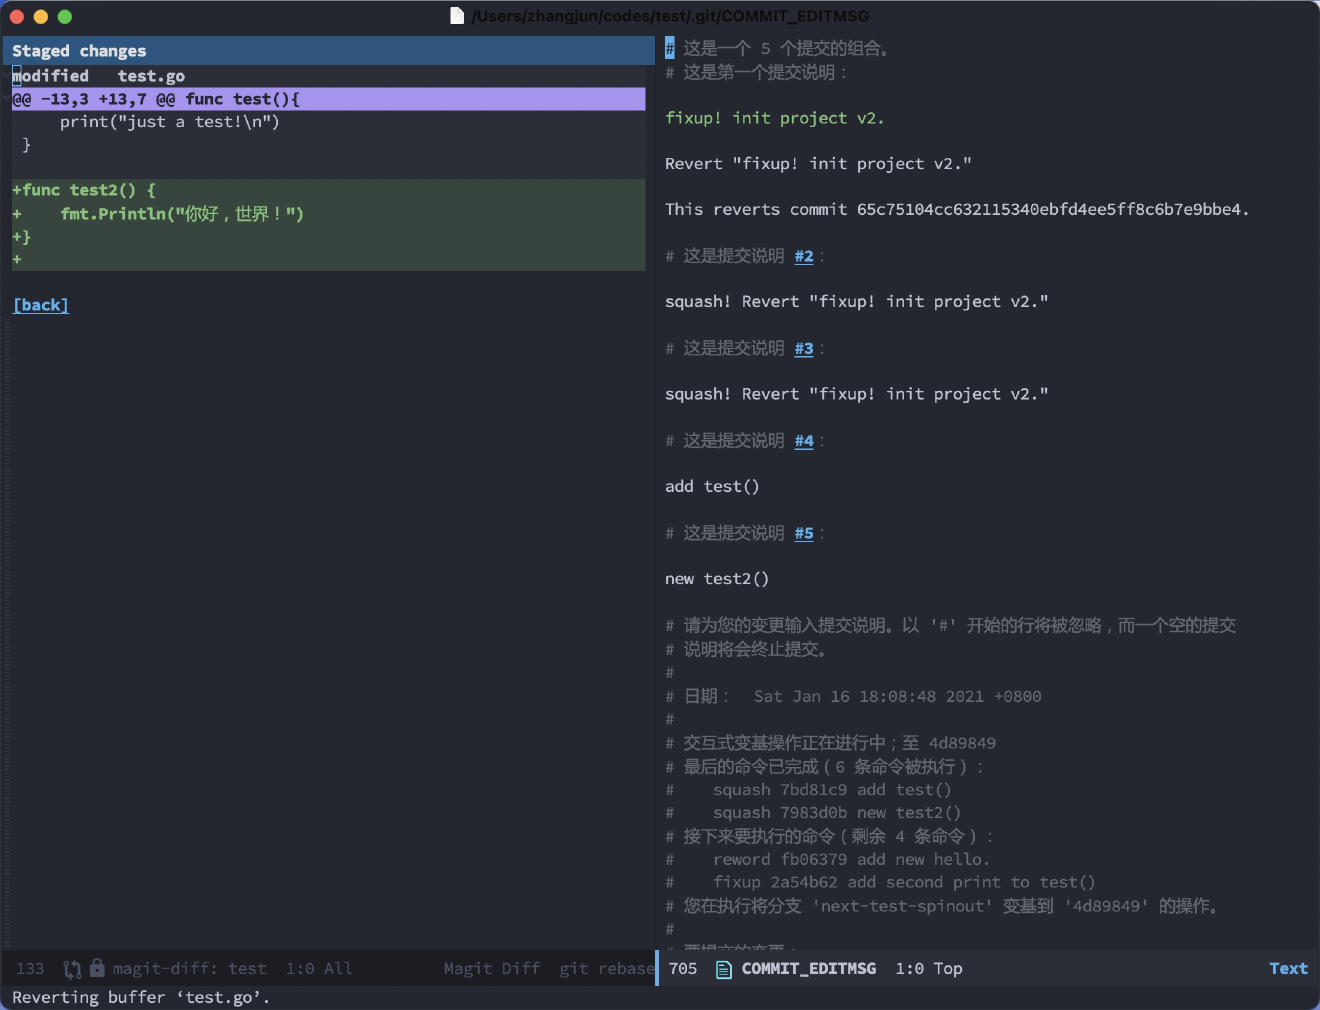 /Users/zhangjun/codes/test/.git/COMMIT_EDITMSG
Staged changes
modified   test.go
@@ -13,3 +13,7 @@ func test(){
     print("just a test!\n")
 }
+func test2() {
+    fmt.Println("你好，世界！")
+}
+
[back]
133 magit-diff: test  1:0 All  Magit Diff  git rebase
# 这是一个 5 个提交的组合。
# 这是第一个提交说明：
fixup! init project v2.
Revert "fixup! init project v2."
This reverts commit 65c75104cc632115340ebfd4ee5ff8c6b7e9bbe4.
# 这是提交说明 #2：
squash! Revert "fixup! init project v2."
# 这是提交说明 #3：
squash! Revert "fixup! init project v2."
# 这是提交说明 #4：
add test()
# 这是提交说明 #5：
new test2()
# 请为您的变更输入提交说明。以 '#' 开始的行将被忽略，而一个空的提交
# 说明将会终止提交。
#
# 日期：  Sat Jan 16 18:08:48 2021 +0800
#
# 交互式变基操作正在进行中；至 4d89849
# 最后的命令已完成（6 条命令被执行）：
#    squash 7bd81c9 add test()
#    squash 7983d0b new test2()
# 接下来要执行的命令（剩余 4 条命令）：
#    reword fb06379 add new hello.
#    fixup 2a54b62 add second print to test()
# 您在执行将分支 'next-test-spinout' 变基到 '4d89849' 的操作。
#
# 要提交的变更：
705 COMMIT_EDITMSG  1:0 Top  Text
Reverting buffer ‘test.go’.